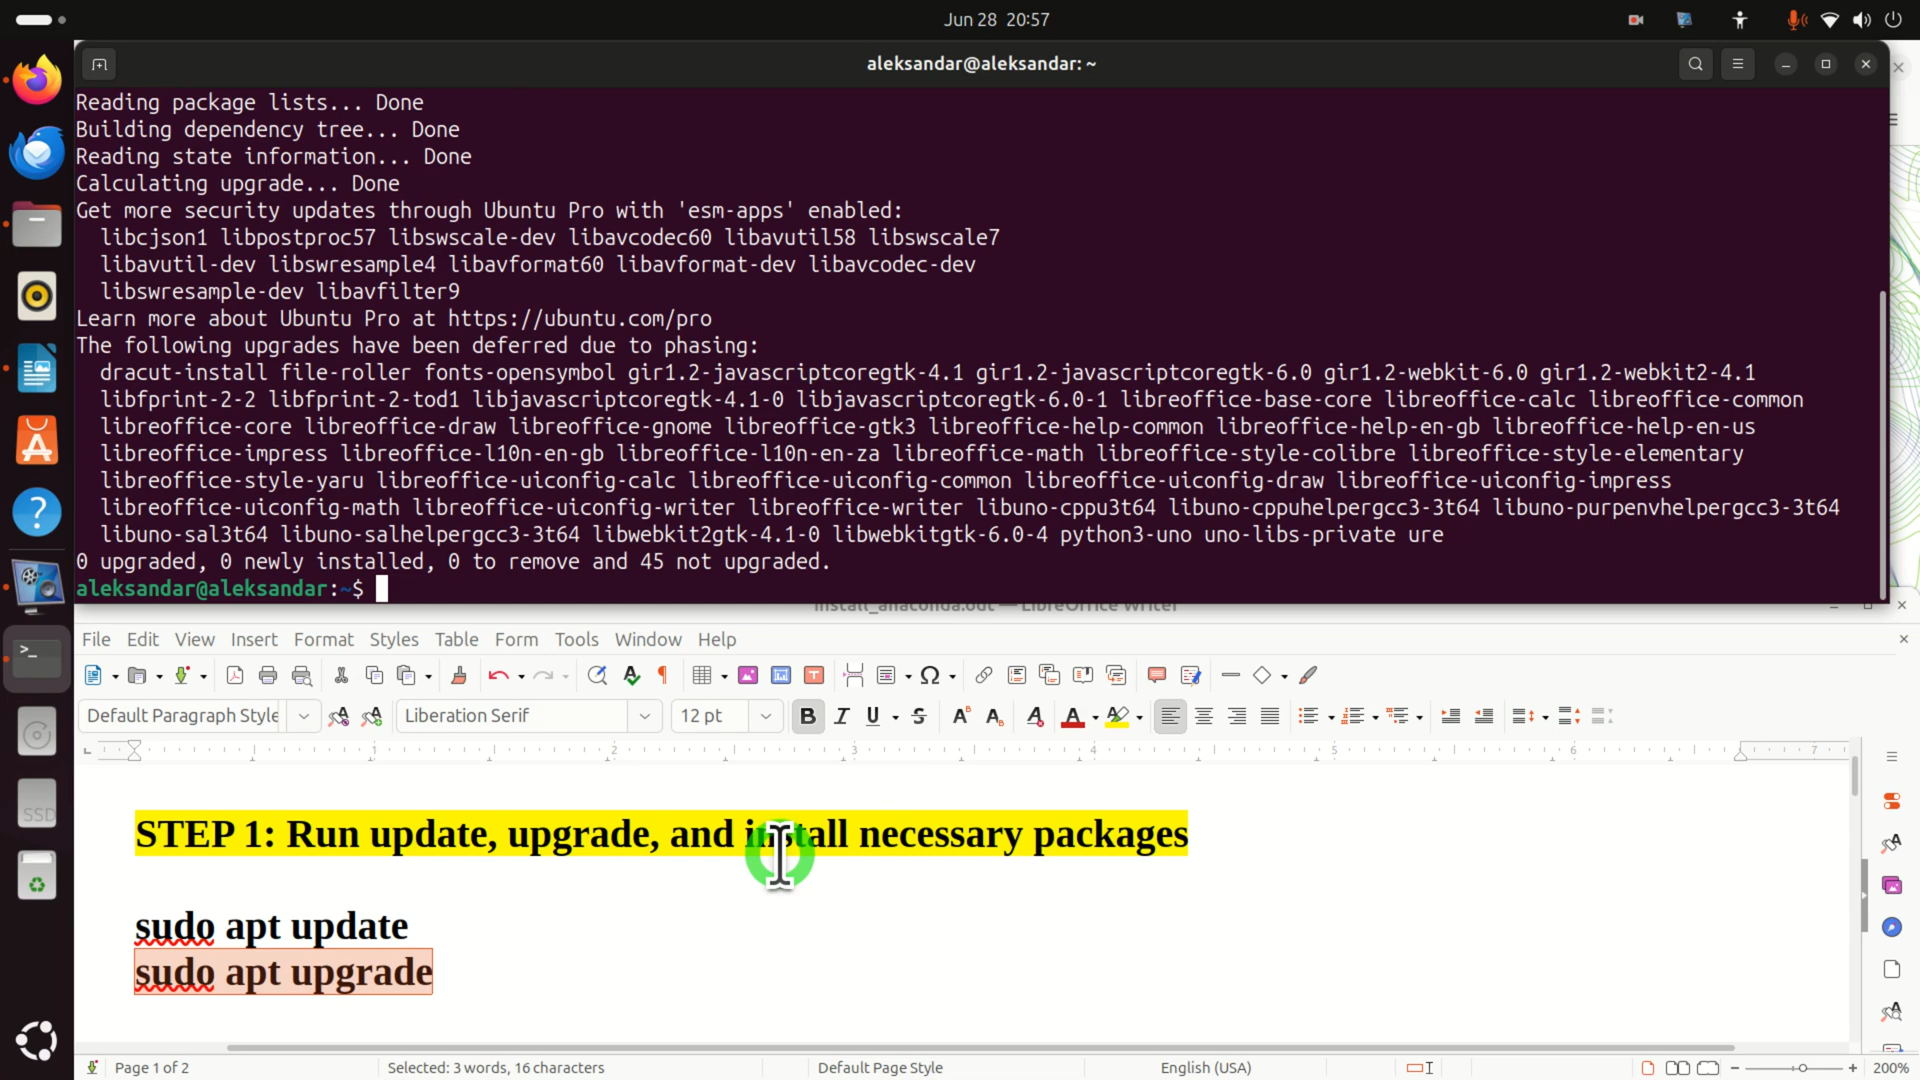 Jun 28 20:57
aleksandar@aleksandar: ~
Reading package lists... Done
Building dependency tree... Done
Reading state information... Done
Calculating upgrade... Done
Get more security updates through Ubuntu Pro with 'esm-apps' enabled:
libcjson1 libpostproc57 libswscale-dev libavcodec60 libavutil58 libswscale7
libavutil-dev libswresample4 libavformat60 libavformat-dev libavcodec-dev
libswresample-dev libavfilter9
Learn more about Ubuntu Pro at https://ubuntu.com/pro
The following upgrades have been deferred due to phasing:
dracut-install file-roller fonts-opensymbol gir1.2-javascriptcoregtk-4.1 gir1.2-javascriptcoregtk-6.0 gir1.2-webkit-6.0 gir1.2-webkit2-4.1
libfprint-2-2 libfprint-2-tod1 libjavascriptcoregtk-4.1-0 libjavascriptcoregtk-6.0-1 libreoffice-base-core libreoffice-calc libreoffice-common
libreoffice-core libreoffice-draw libreoffice-gnome libreoffice-gtk3 libreoffice-help-common libreoffice-help-en-gb libreoffice-help-en-us
libreoffice-impress libreoffice-l10n-en-gb libreoffice-l10n-en-za libreoffice-math libreoffice-style-colibre libreoffice-style-elementary
libreoffice-style-yaru libreoffice-uiconfig-calc libreoffice-uiconfig-common libreoffice-uiconfig-draw libreoffice-uiconfig-impress
libreoffice-uiconfig-math libreoffice-uiconfig-writer libreoffice-writer libuno-cppu3t64 libuno-cppuhelpergcc3-3t64 libuno-purpenvhelpergcc3-3t64
libuno-sal3t64 libuno-salhelpergcc3-3t64 libwebkit2gtk-4.1-0 libwebkitgtk-6.0-4 python3-uno uno-libs-private ure
0 upgraded, 0 newly installed, 0 to remove and 45 not upgraded.
aleksandar@aleksandar:~$
install_anaconda.odt — LibreOffice Writer
File Edit View Insert Format Styles Table Form Tools Window Help
Default Paragraph Style Liberation Serif 12 pt
1 2 3 4 5 6 7
STEP 1: Run update, upgrade, and install necessary packages
sudo apt update
sudo apt upgrade
SSD
Page 1 of 2 Selected: 3 words, 16 characters Default Page Style English (USA) 200%